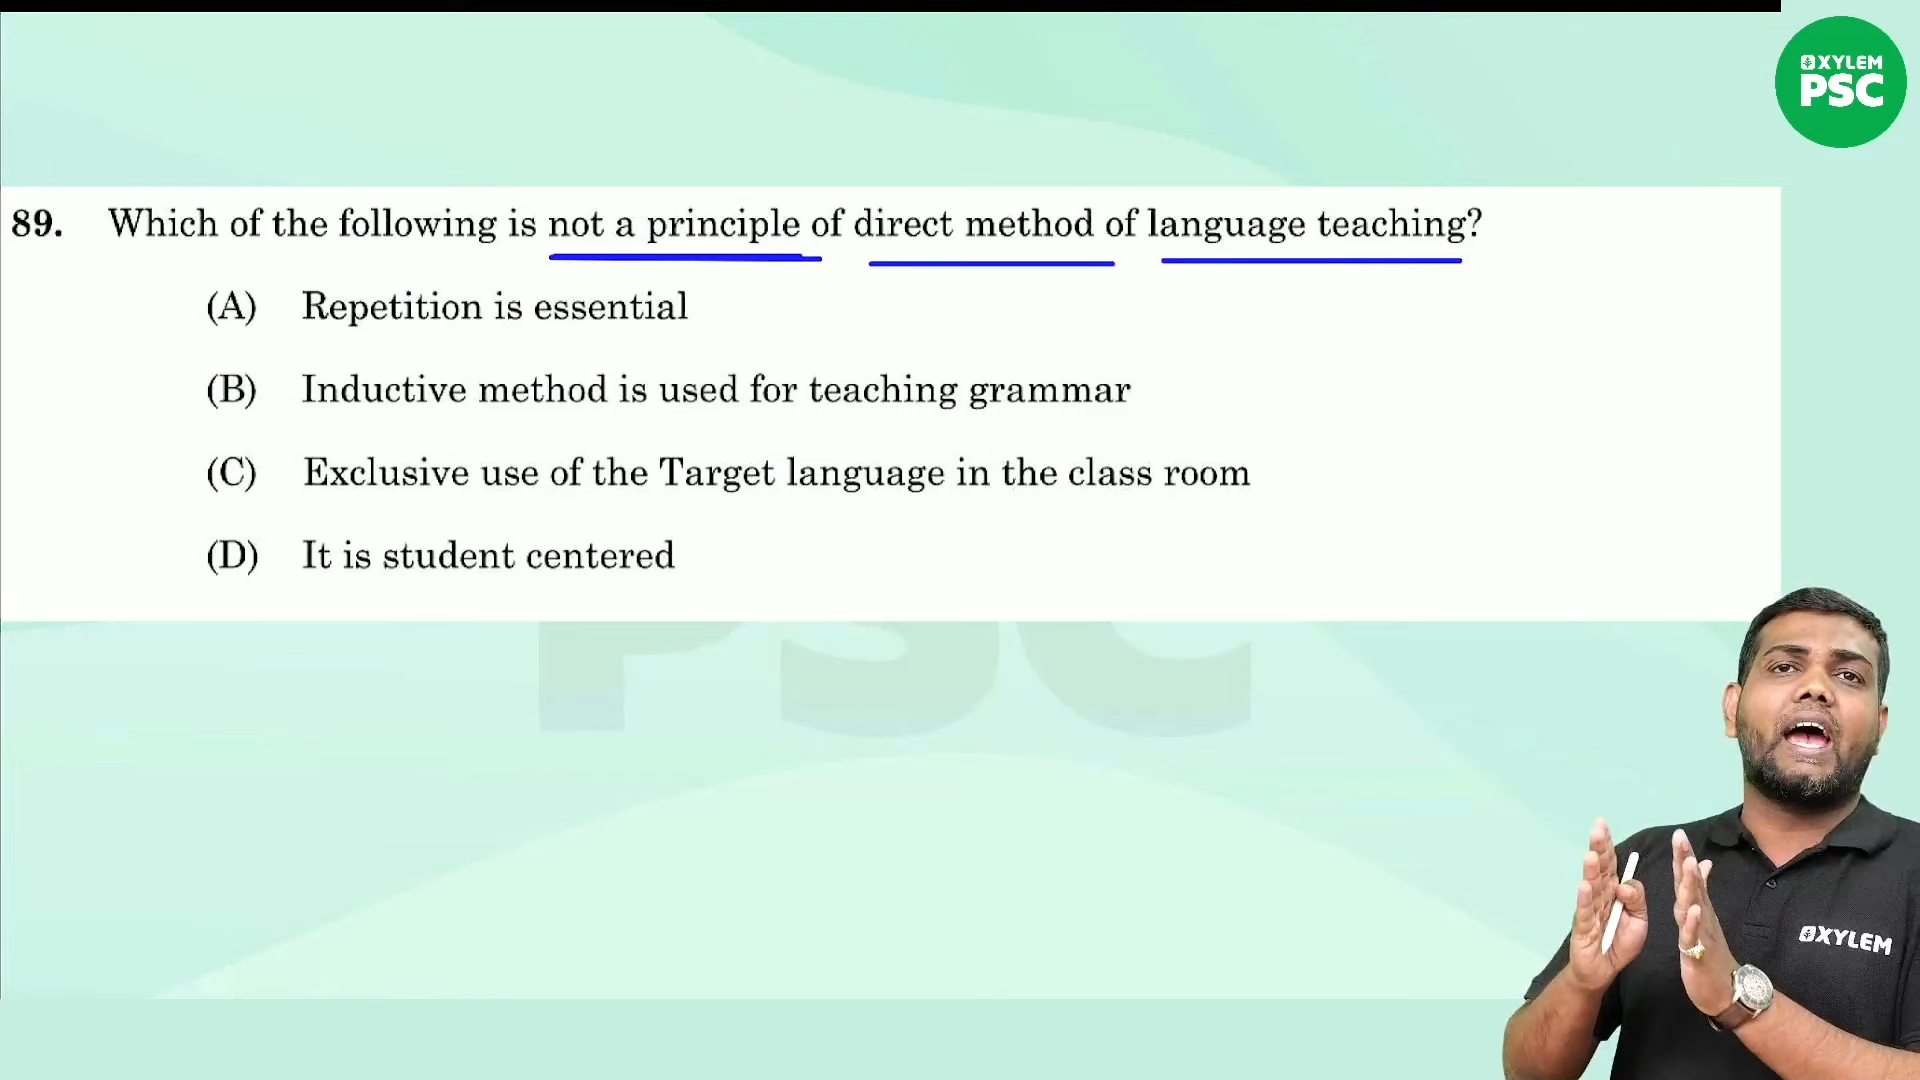 XYLEM
PSC
89. Which of the following is not a principle of direct method of language teaching?
(A) Repetition is essential
(B) Inductive method is used for teaching grammar
(C) Exclusive use of the Target language in the class room
(D) It is student centered
PSC
XYLEM